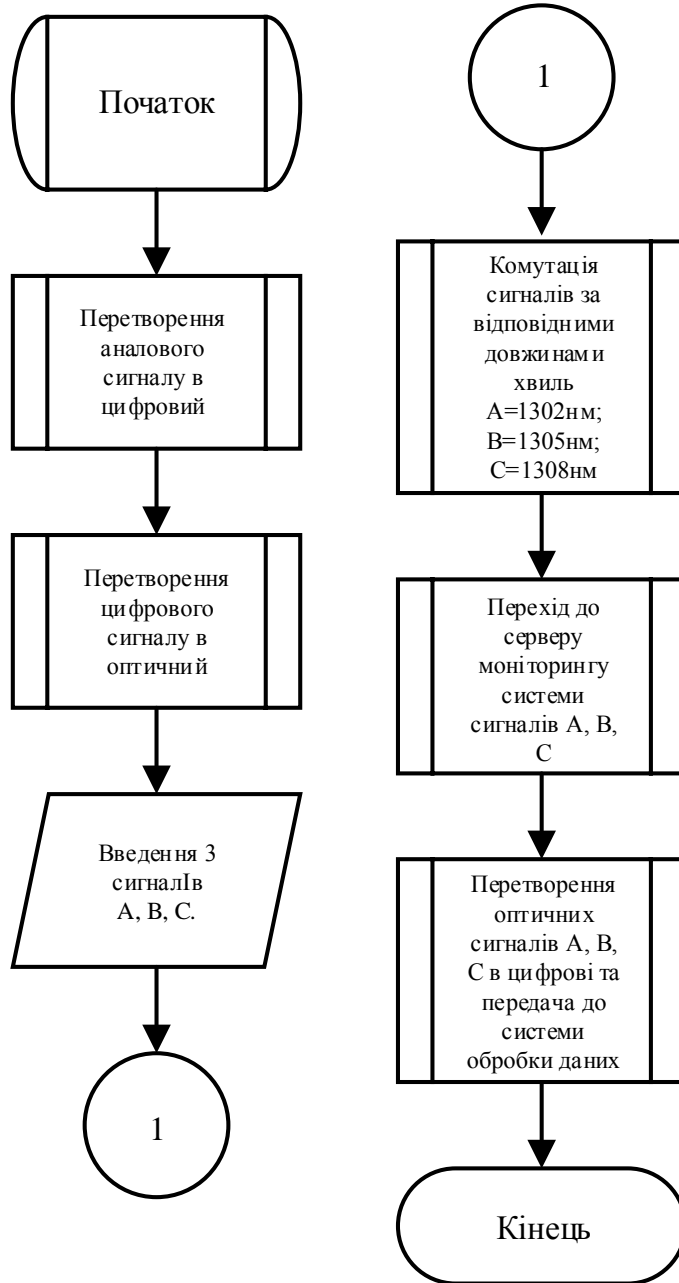 Початок
Перетворення
аналового
сигналу в
цифровий
Перетворення
цифрового
сигналу в
оптичний
Введення 3
сигналІв
А, В, С.
1
1
Комутація
сигналів за
відповідними
довжинами
хвиль
А=1302нм;
В=1305нм;
С=1308нм
Перехід до
серверу
моніторингу
системи
сигналів А, В,
С
Перетворення
оптичних
сигналів А, В,
С в цифрові та
передача до
системи
обробки даних
Кінець